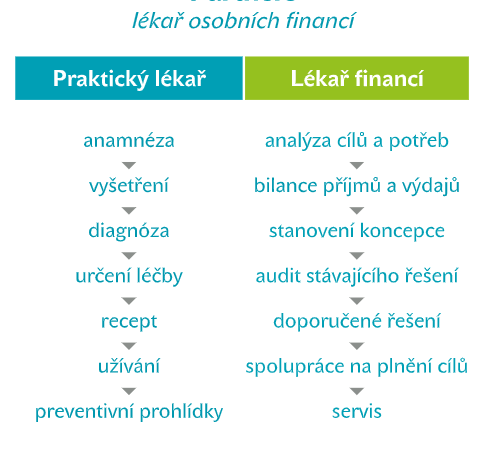 lékař osobních financí
Praktický lékař
Lékař financí
anamnéza
analýza cílů a potřeb
vyšetření
bilance příjmů a výdajů
diagnóza
stanovení koncepce
určení léčby
audit stávajícího řešení
recept
doporučené řešení
užívání
spolupráce na plnění cílů
preventivní prohlídky
servis